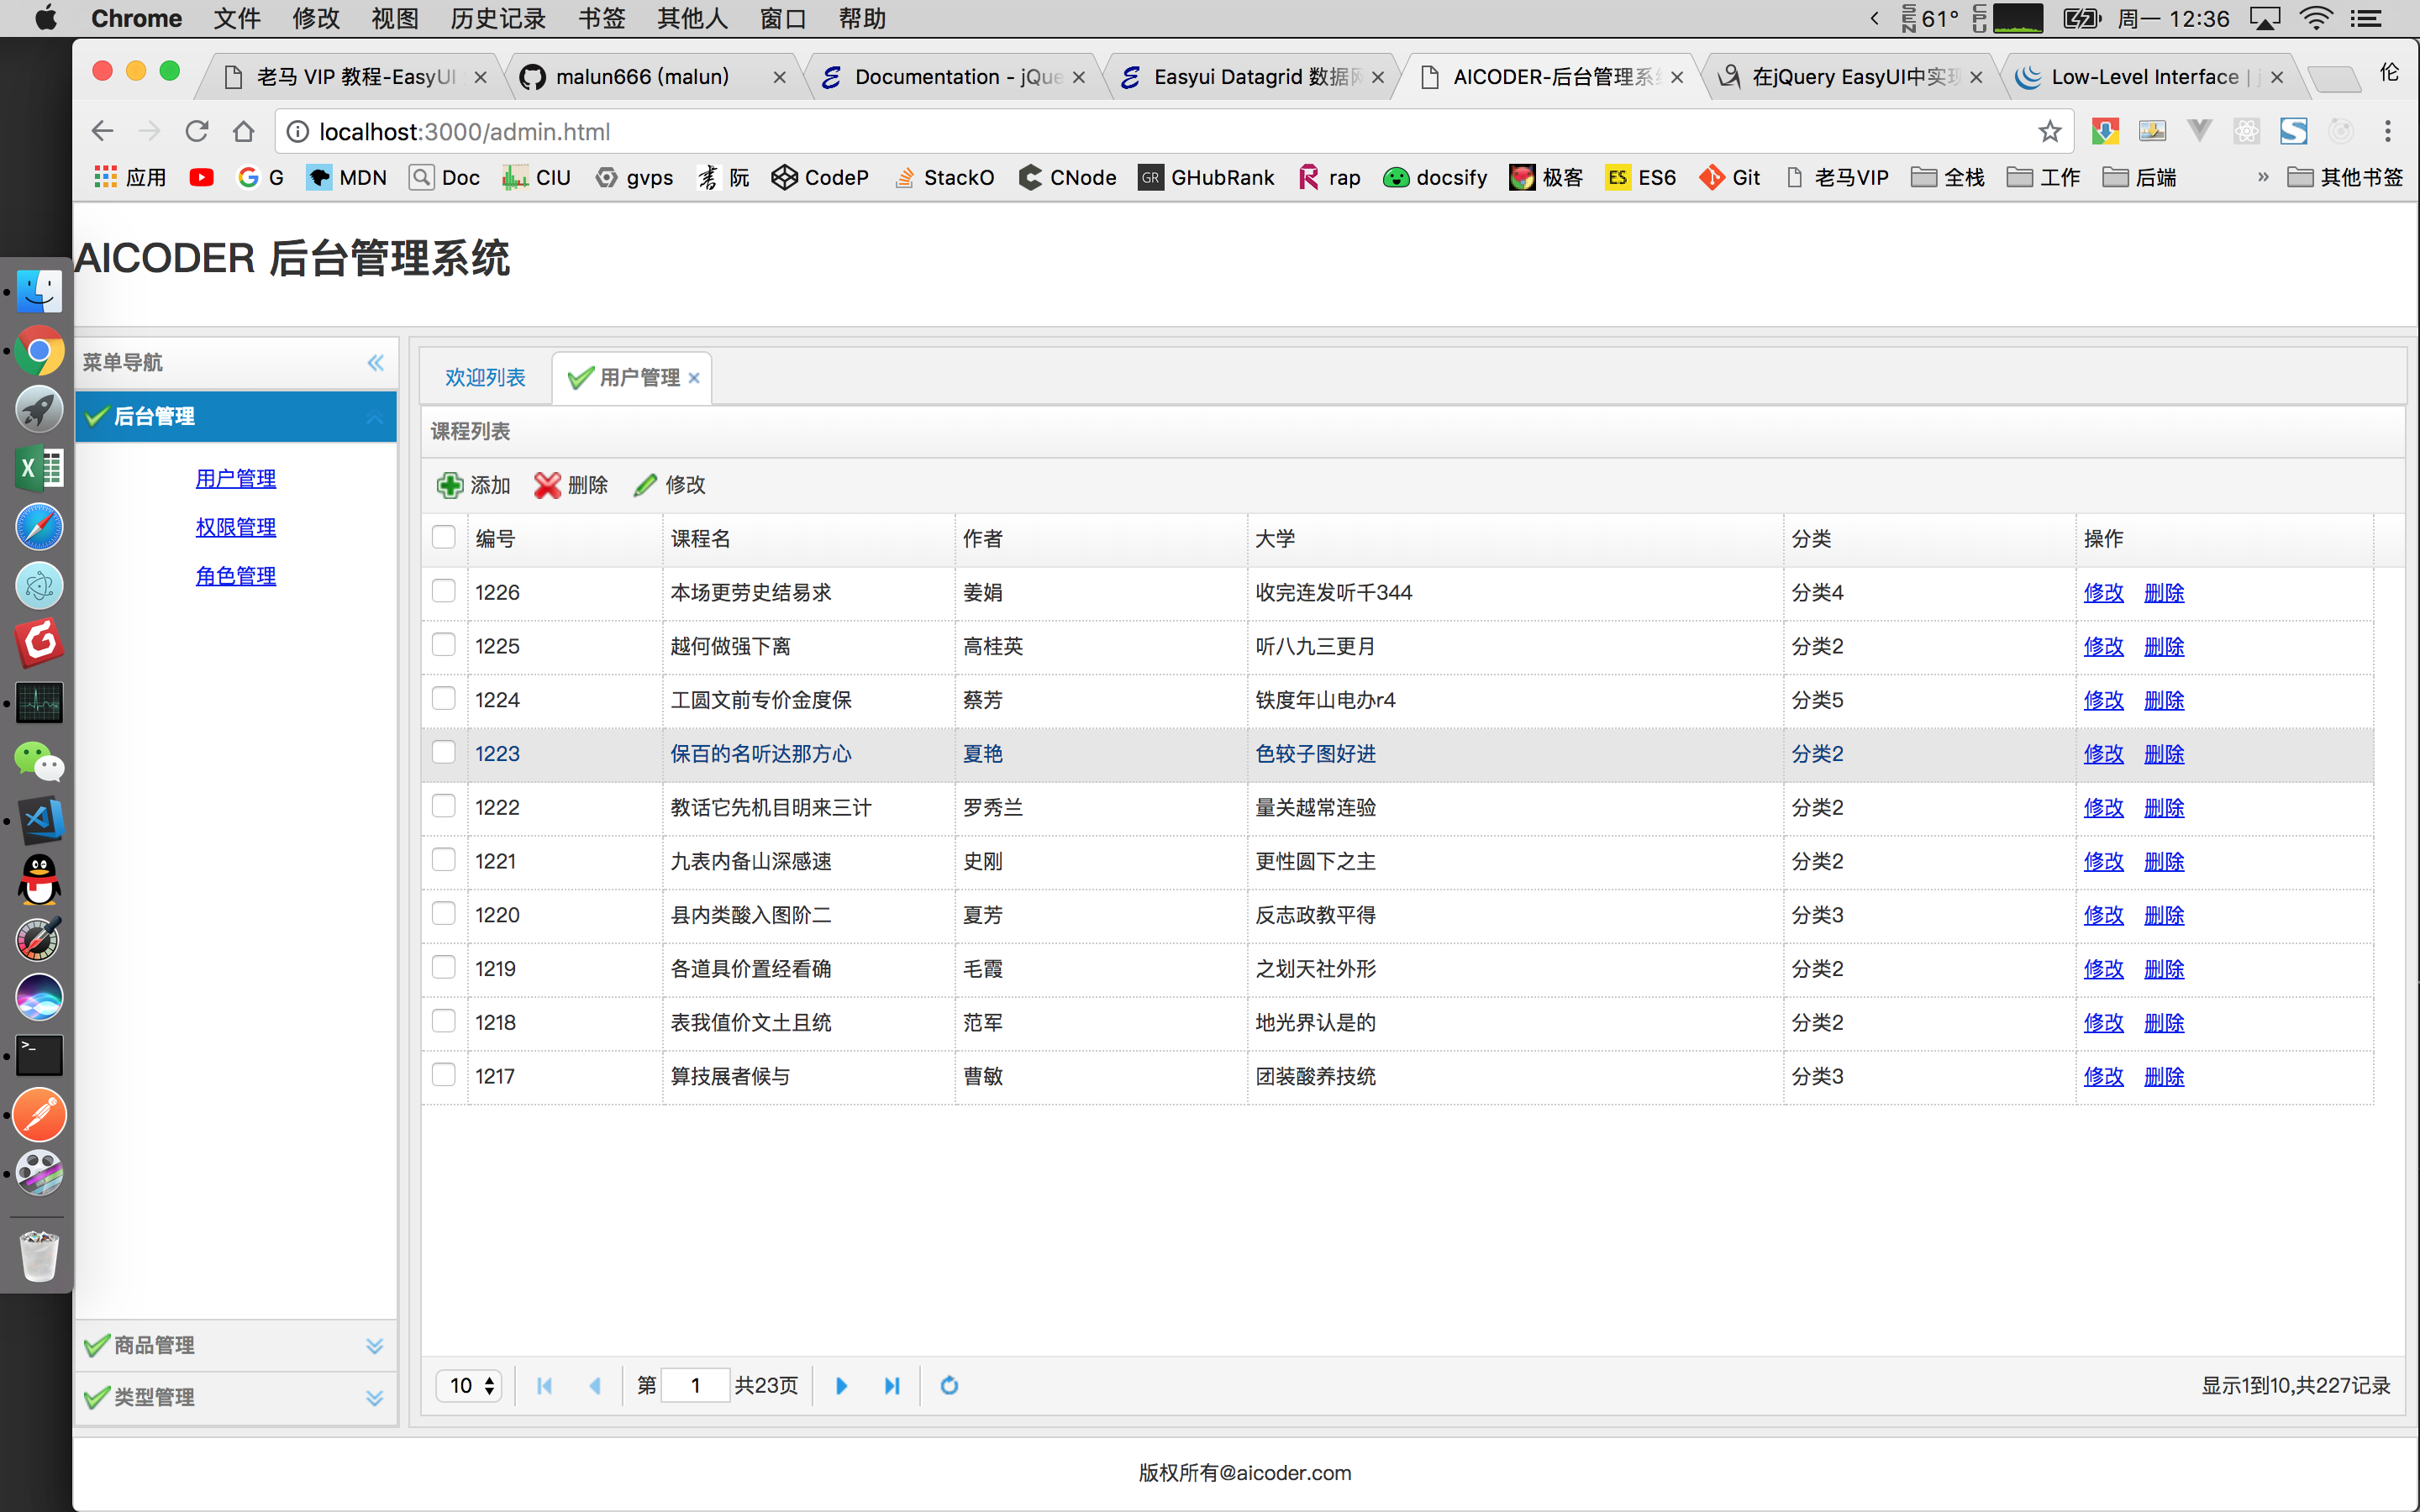 Chrome 文件 修改 视图 历史记录 书签 其他人 窗口 帮助 SEN 61° CPU 周一 12:36
老马 VIP 教程-EasyUI malun666 (malun) Documentation - jQue Easyui Datagrid 数据网 AICODER-后台管理系统 在jQuery EasyUI中实现 Low-Level Interface | j 伦
localhost:3000/admin.html
应用 G MDN Doc CIU gvps 阮 CodeP StackO CNode GR GHubRank rap docsify 极客 ES ES6 Git 老马VIP 全栈 工作 后端 » 其他书签
AICODER 后台管理系统
菜单导航
后台管理
用户管理
权限管理
角色管理
商品管理
类型管理
欢迎列表 用户管理
课程列表
添加 删除 修改
编号 课程名 作者 大学 分类 操作
1226 本场更劳史结易求 姜娟 收完连发听千344 分类4 修改 删除
1225 越何做强下离 高桂英 听八九三更月 分类2 修改 删除
1224 工圆文前专价金度保 蔡芳 铁度年山电办r4 分类5 修改 删除
1223 保百的名听达那方心 夏艳 色较子图好进 分类2 修改 删除
1222 教话它先机目明来三计 罗秀兰 量关越常连验 分类2 修改 删除
1221 九表内备山深感速 史刚 更性圆下之主 分类2 修改 删除
1220 县内类酸入图阶二 夏芳 反志政教平得 分类3 修改 删除
1219 各道具价置经看确 毛霞 之划天社外形 分类2 修改 删除
1218 表我值价文土且统 范军 地光界认是的 分类2 修改 删除
1217 算技展者候与 曹敏 团装酸养技统 分类3 修改 删除
10 第 1 共23页 显示1到10,共227记录
版权所有@aicoder.com